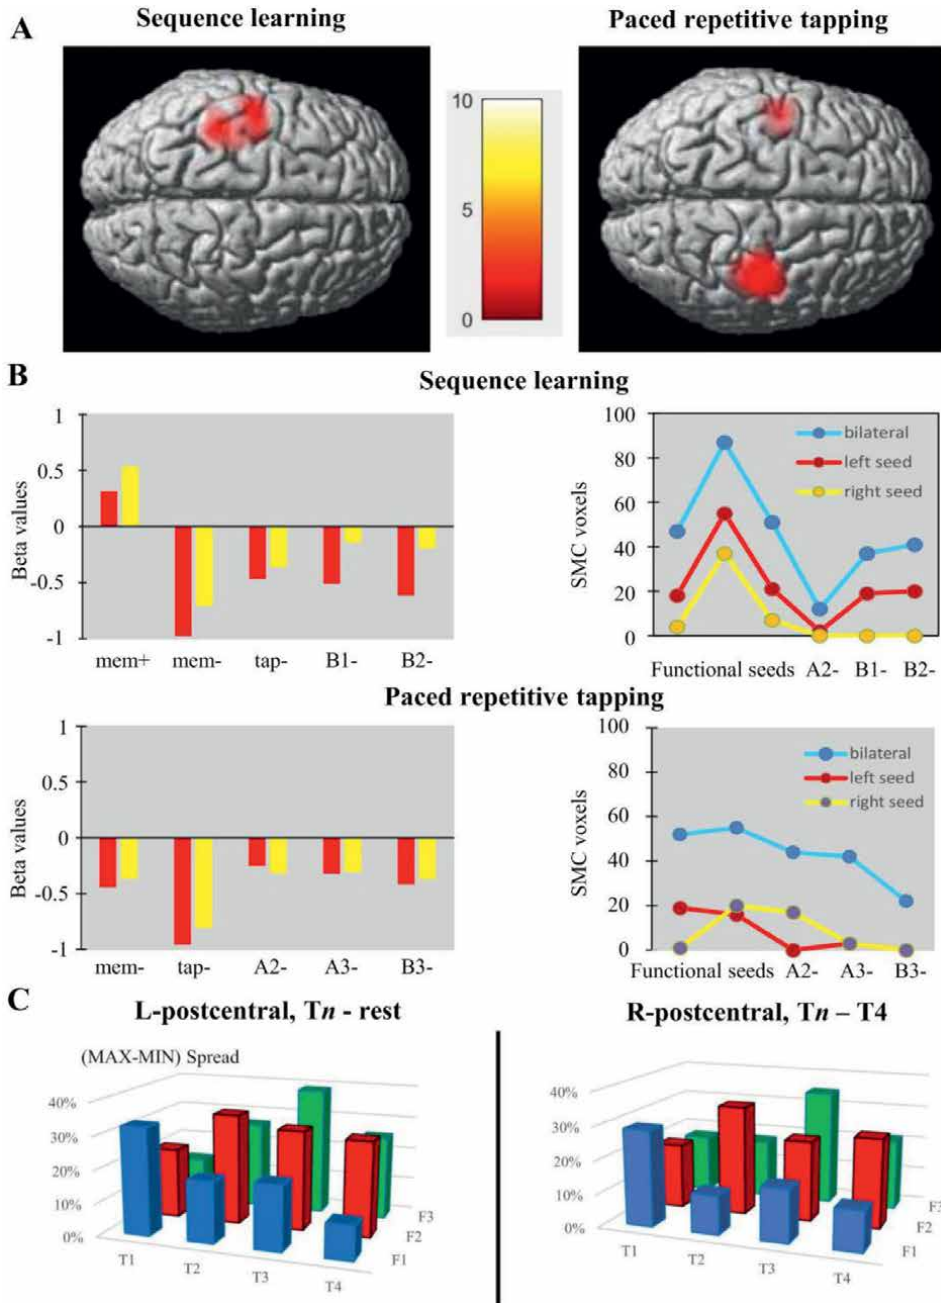 A
Sequence learning
Paced repetitive tapping
10
5
0
B
Sequence learning
Beta values
1
0.5
0
-0.5
-1
mem+ mem- tap- B1- B2-
SMC voxels
100
80
60
40
20
0
bilateral
left seed
right seed
Functional seeds A2- B1- B2-
Paced repetitive tapping
Beta values
1
0.5
0
-0.5
-1
mem- tap- A2- A3- B3-
SMC voxels
100
80
60
40
20
0
bilateral
left seed
right seed
Functional seeds A2- A3- B3-
C
L-postcentral, Tn - rest
(MAX-MIN) Spread
40%
30%
20%
10%
0%
T1 T2 T3 T4
F1
F2
F3
R-postcentral, Tn – T4
40%
30%
20%
10%
0%
T1 T2 T3 T4
F1
F2
F3